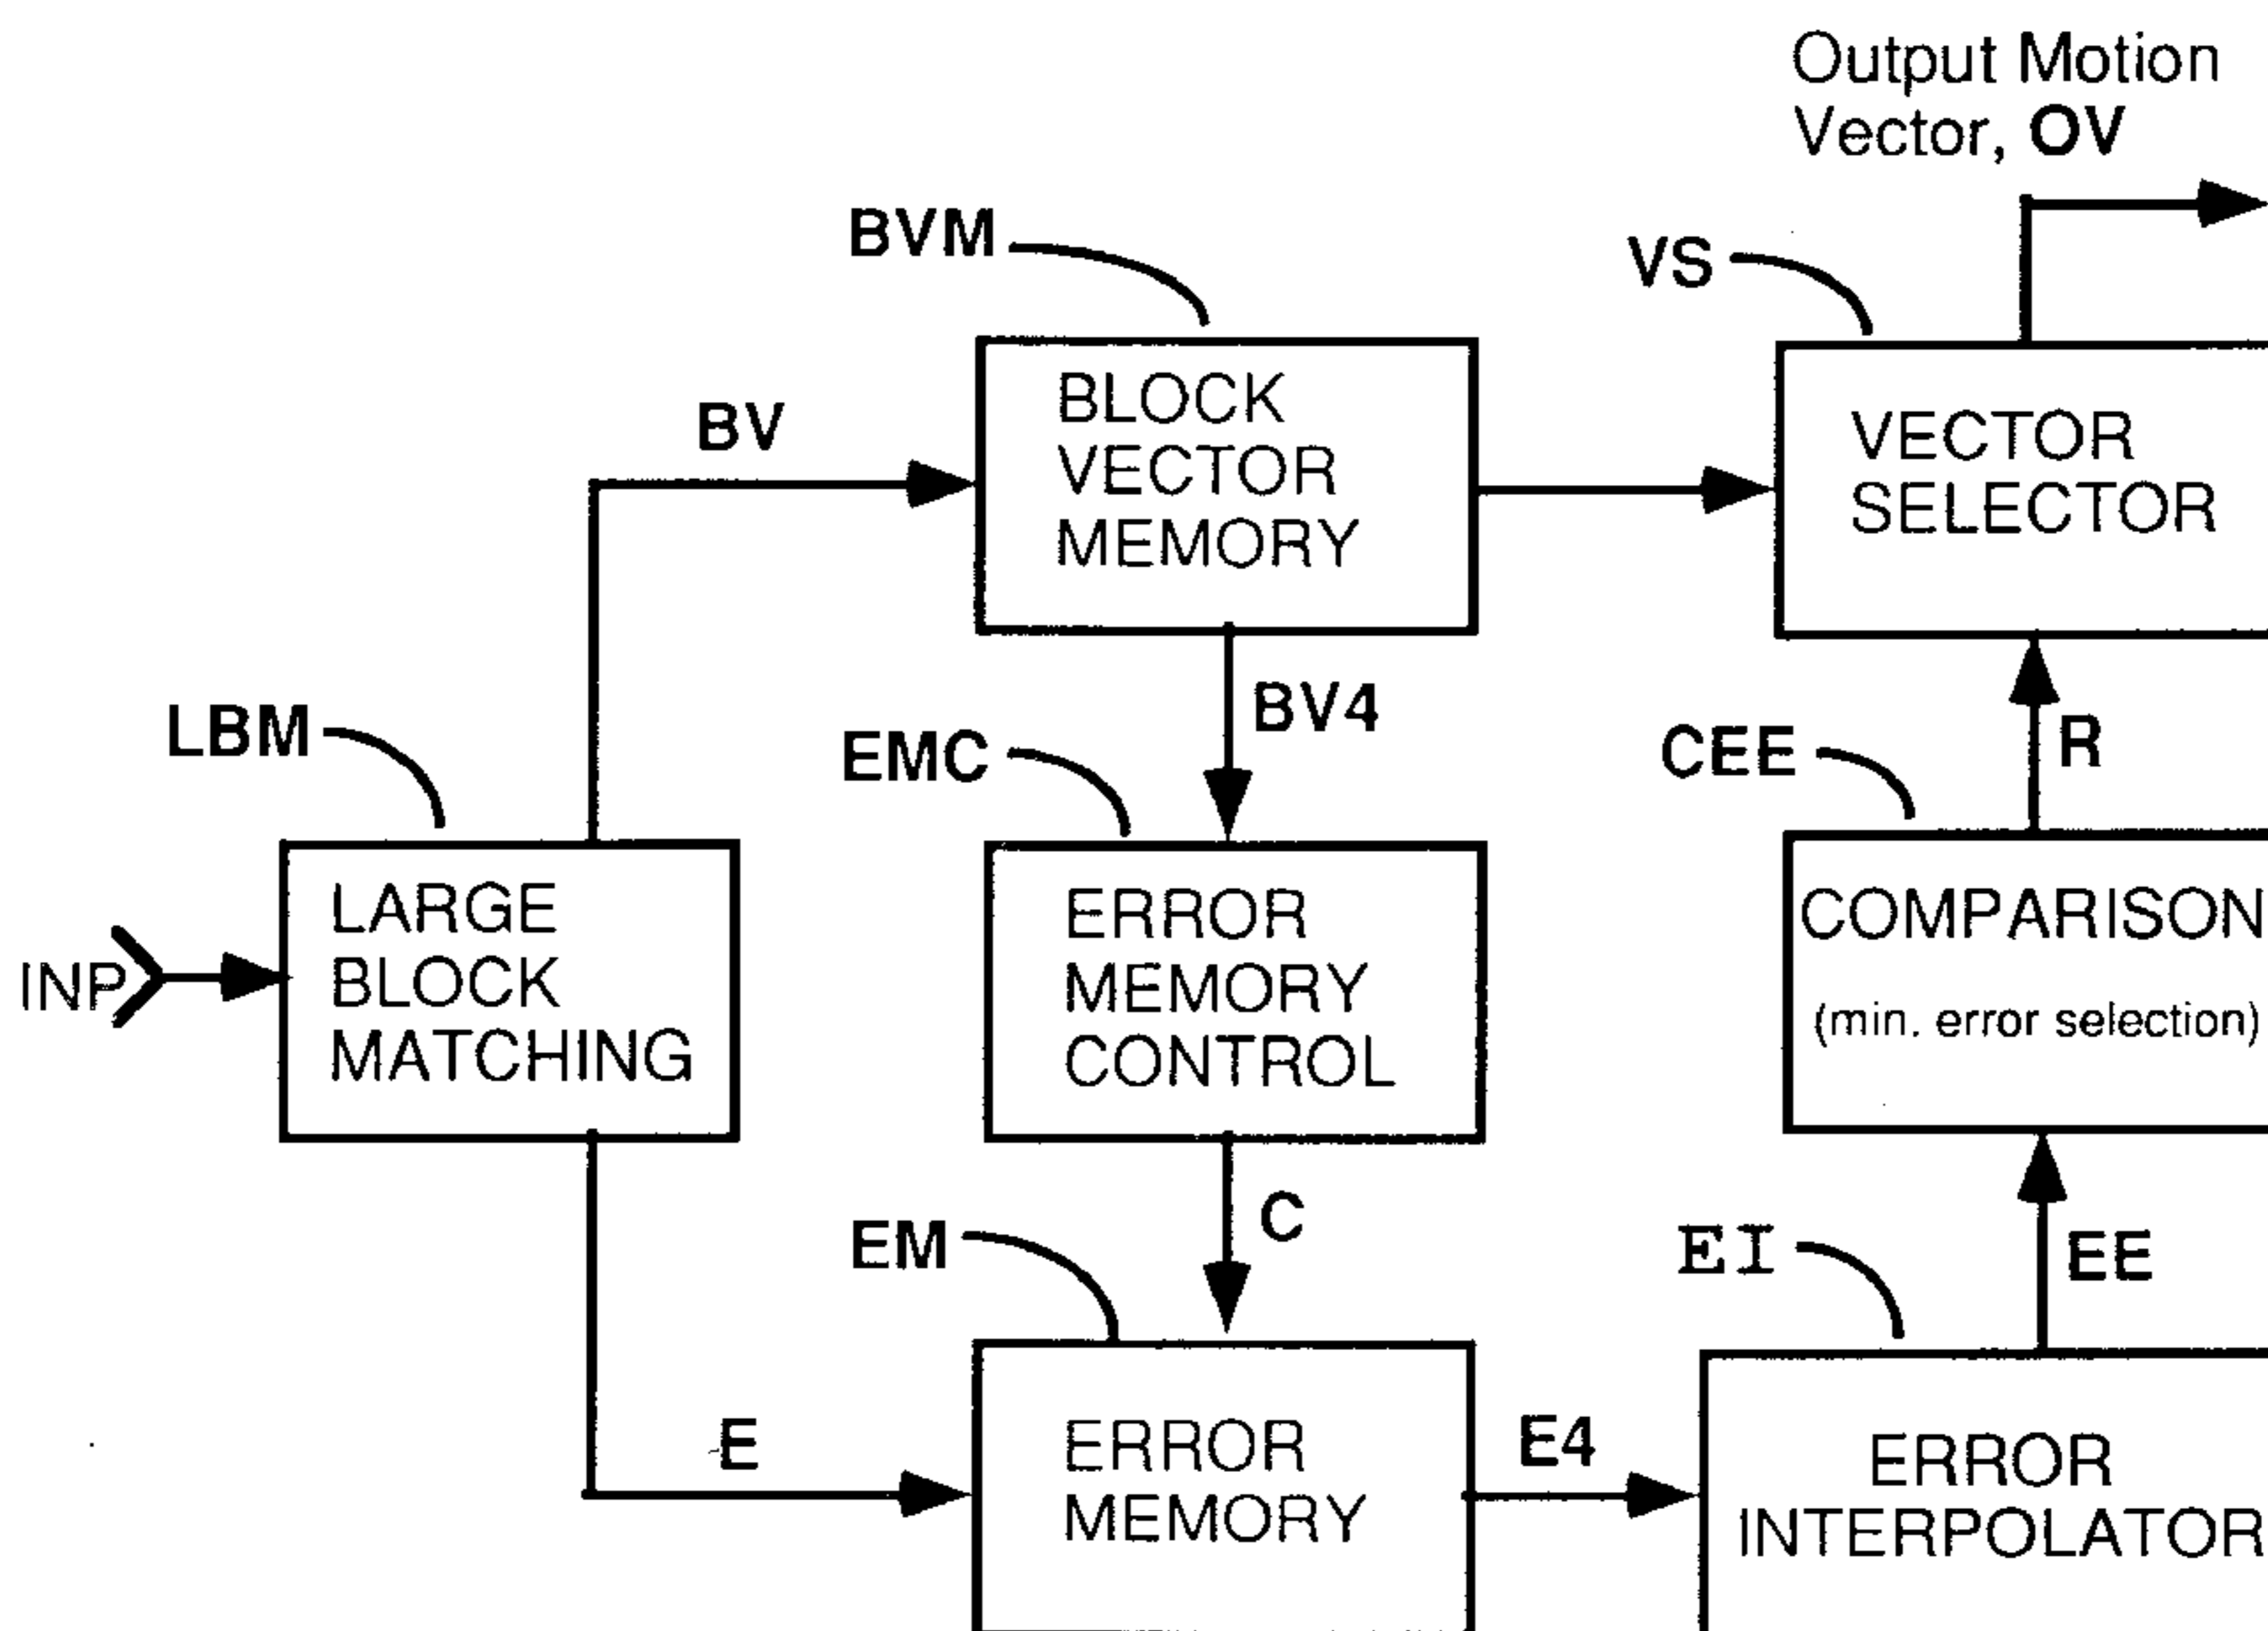 Output Motion
Vector, OV
BVM
VS
BLOCK
VECTOR
MEMORY
VECTOR
SELECTOR
BV
BV4
LBM
EMC
CEE
R
LARGE
BLOCK
MATCHING
ERROR
MEMORY
CONTROL
COMPARISON
(min. error selection)
INP
EM
C
EI
EE
E
ERROR
MEMORY
E4
ERROR
INTERPOLATOR